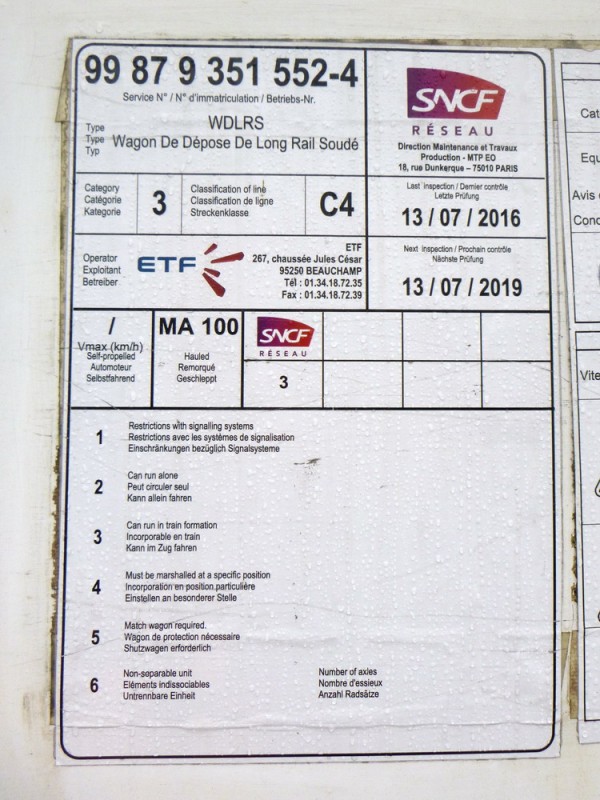 99 87 9 351 552-4
Service N° / N° d'immatriculation / Betriebs-Nr.
Type
Type
Typ
WDLRS
Wagon De Dépose De Long Rail Soudé
SNCF
RÉSEAU
Direction Maintenance et Travaux
Production - MTP EO
18, rue Dunkerque – 75010 PARIS
Category
Catégorie
Kategorie
3
Classification of line
Classification de ligne
Streckenklasse
C4
Last inspection / Dernier contrôle
Letzte Prüfung
13 / 07 / 2016
Operator
Exploitant
Betreiber
ETF
ETF
267, chaussée Jules César
95250 BEAUCHAMP
Tél : 01.34.18.72.35
Fax : 01.34.18.72.39
Next inspection / Prochain contrôle
Nächste Prüfung
13 / 07 / 2019
/
Vmax (km/h)
Self-propelled
Automoteur
Selbstfahrend
MA 100
Hauled
Remorqué
Geschleppt
SNCF
RÉSEAU
3
1
Restrictions with signalling systems
Restrictions avec les systèmes de signalisation
Einschränkungen bezüglich Signalsysteme
2
Can run alone
Peut circuler seul
Kann allein fahren
3
Can run in train formation
Incorporable en train
Kann im Zug fahren
4
Must be marshalled at a specific position
Incorporation en position particulière
Einstellen an besonderer Stelle
5
Match wagon required.
Wagon de protection nécessaire
Shutzwagen erforderlich
6
Non-separable unit
Eléments indissociables
Untrennbare Einheit
Number of axles
Nombre d'essieux
Anzahl Radsätze
Cat
Equ
Avis
Conc
Vite